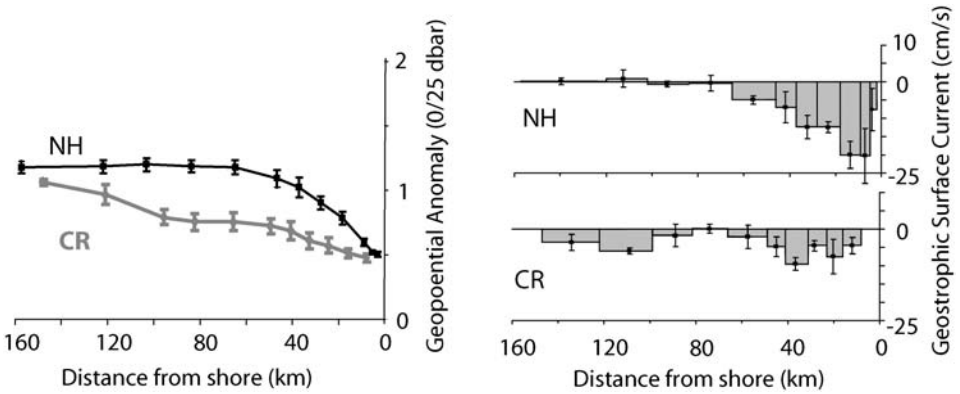 2
NH
1
CR
0
160
120
80
40
0
Distance from shore (km)
Geopoential Anomaly (0/25 dbar)
10
0
NH
-25
0
CR
-25
160
120
80
40
0
Distance from shore (km)
Geostrophic Surface Current (cm/s)